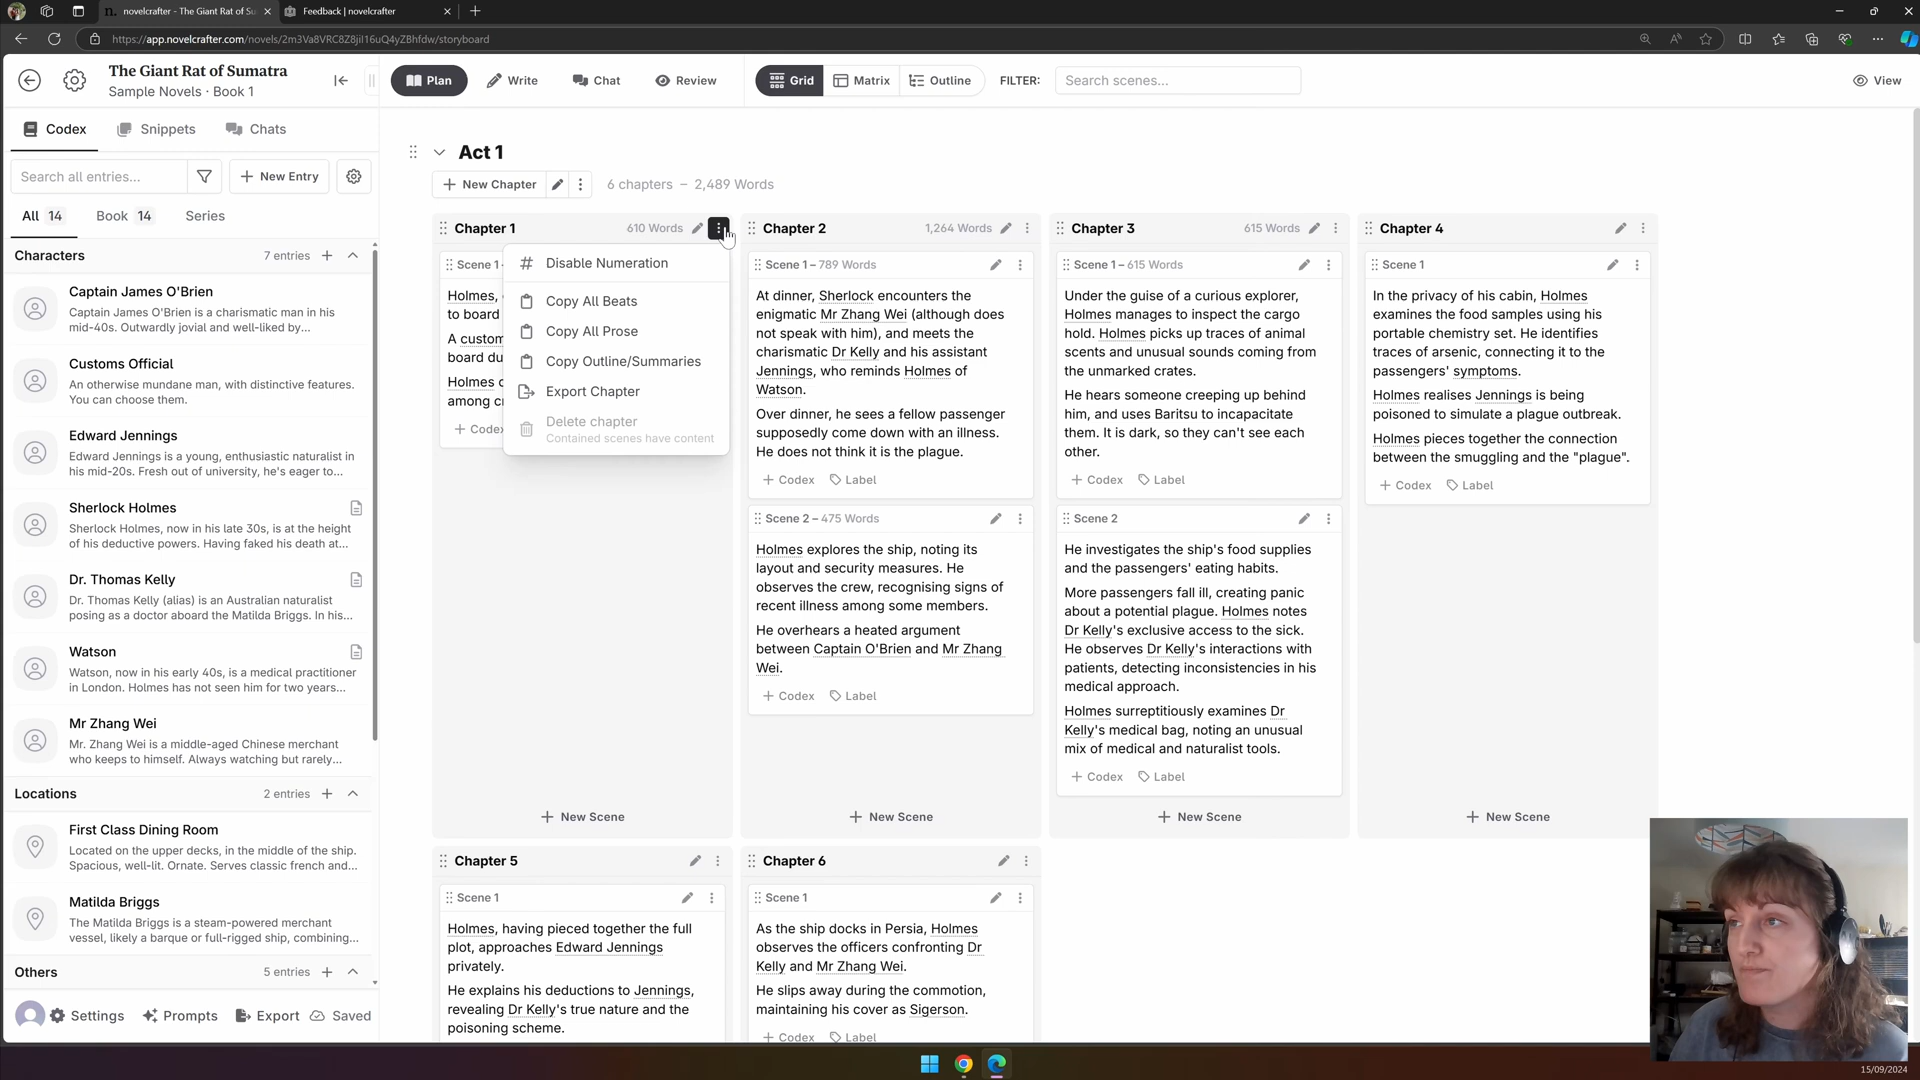 novelcrafter - The Giant Rat of Su
Feedback | novelcrafter
https://app.novelcrafter.com/novels/2m3Va8VRC8Z8jiI16uQ4yZBhfdw/storyboard
The Giant Rat of Sumatra
Sample Novels · Book 1
Plan
Write
Chat
Review
Grid
Matrix
Outline
FILTER:
Search scenes...
View
Codex
Snippets
Chats
Search all entries...
New Entry
All 14
Book 14
Series
Characters
7 entries
Captain James O'Brien
Captain James O'Brien is a charismatic man in his
mid-40s. Outwardly jovial and well-liked by...
Customs Official
An otherwise mundane man, with distinctive features.
You can choose them.
Edward Jennings
Edward Jennings is a young, enthusiastic naturalist in
his mid-20s. Fresh out of university, he's eager to...
Sherlock Holmes
Sherlock Holmes, now in his late 30s, is at the height
of his deductive powers. Having faked his death at...
Dr. Thomas Kelly
Dr. Thomas Kelly (alias) is an Australian naturalist
posing as a doctor aboard the Matilda Briggs. In his...
Watson
Watson, now in his early 40s, is a medical practitioner
in London. Holmes has not seen him for two years...
Mr Zhang Wei
Mr. Zhang Wei is a middle-aged Chinese merchant
who keeps to himself. Always watching but rarely...
Locations
2 entries
First Class Dining Room
Located on the upper decks, in the middle of the ship.
Spacious, well-lit. Ornate. Serves classic french and...
Matilda Briggs
The Matilda Briggs is a steam-powered merchant
vessel, likely a barque or full-rigged ship, combining...
Others
5 entries
Settings
Prompts
Export
Saved
Act 1
New Chapter
6 chapters – 2,489 Words
Chapter 1
610 Words
Scene 1 –
Holmes,
to board
A custom
board du
Holmes
among c
+ Codex
Disable Numeration
Copy All Beats
Copy All Prose
Copy Outline/Summaries
Export Chapter
Delete chapter
Contained scenes have content
+ New Scene
Chapter 2
1,264 Words
Scene 1 – 789 Words
At dinner, Sherlock encounters the
enigmatic Mr Zhang Wei (although does
not speak with him), and meets the
charismatic Dr Kelly and his assistant
Jennings, who reminds Holmes of
Watson.
Over dinner, he sees a fellow passenger
supposedly come down with an illness.
He does not think it is the plague.
+ Codex Label
Scene 2 – 475 Words
Holmes explores the ship, noting its
layout and security measures. He
observes the crew, recognising signs of
recent illness among some members.
He overhears a heated argument
between Captain O'Brien and Mr Zhang
Wei.
+ Codex Label
+ New Scene
Chapter 3
615 Words
Scene 1 – 615 Words
Under the guise of a curious explorer,
Holmes manages to inspect the cargo
hold. Holmes picks up traces of animal
scents and unusual sounds coming from
the unmarked crates.
He hears someone creeping up behind
him, and uses Baritsu to incapacitate
them. It is dark, so they can't see each
other.
+ Codex Label
Scene 2
He investigates the ship's food supplies
and the passengers' eating habits.
More passengers fall ill, creating panic
about a potential plague. Holmes notes
Dr Kelly's exclusive access to the sick.
He observes Dr Kelly's interactions with
patients, detecting inconsistencies in his
medical approach.
Holmes surreptitiously examines Dr
Kelly's medical bag, noting an unusual
mix of medical and naturalist tools.
+ Codex Label
+ New Scene
Chapter 4
Scene 1
In the privacy of his cabin, Holmes
examines the food samples using his
portable chemistry set. He identifies
traces of arsenic, connecting it to the
passengers' symptoms.
Holmes realises Jennings is being
poisoned to simulate a plague outbreak.
Holmes pieces together the connection
between the smuggling and the "plague".
+ Codex Label
+ New Scene
Chapter 5
Scene 1
Holmes, having pieced together the full
plot, approaches Edward Jennings
privately.
He explains his deductions to Jennings,
revealing Dr Kelly's true nature and the
poisoning scheme.
Chapter 6
Scene 1
As the ship docks in Persia, Holmes
observes the officers confronting Dr
Kelly and Mr Zhang Wei.
He slips away during the commotion,
maintaining his cover as Sigerson.
+ Codex Label
15/09/2024